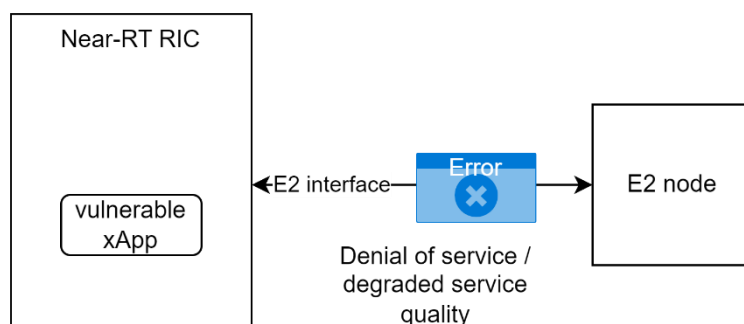 Near-RT RIC
vulnerable
xApp
E2 interface
Error
Denial of service /
degraded service
quality
E2 node